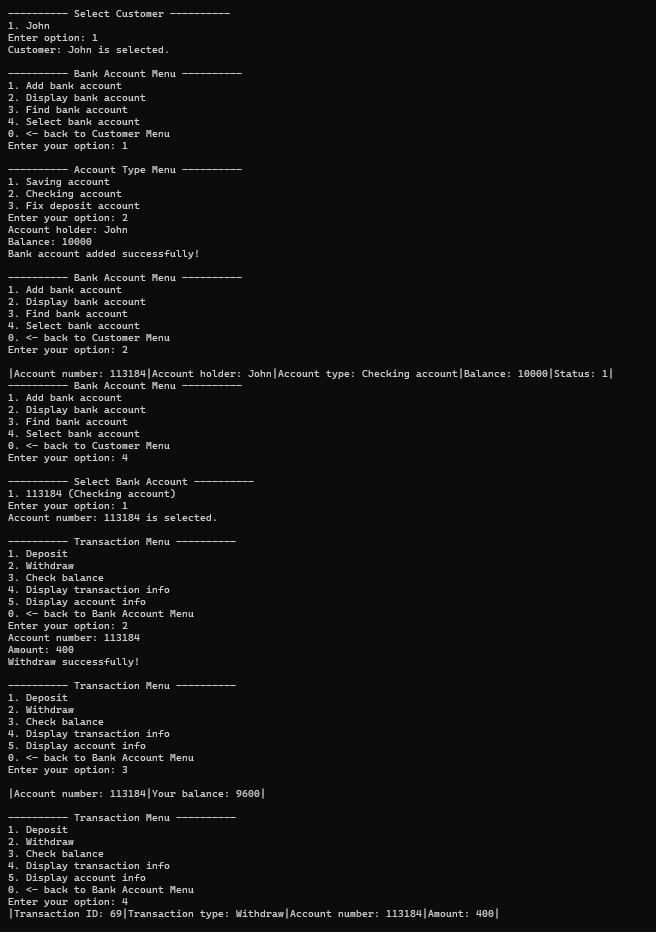 ---------- Select Customer ----------
1. John
Enter option: 1
Customer: John is selected.
---------- Bank Account Menu ----------
1. Add bank account
2. Display bank account
3. Find bank account
4. Select bank account
0. <- back to Customer Menu
Enter your option: 1
---------- Account Type Menu ----------
1. Saving account
2. Checking account
3. Fix deposit account
Enter your option: 2
Account holder: John
Balance: 10000
Bank account added successfully!
---------- Bank Account Menu ----------
1. Add bank account
2. Display bank account
3. Find bank account
4. Select bank account
0. <- back to Customer Menu
Enter your option: 2
|Account number: 113184|Account holder: John|Account type: Checking account|Balance: 10000|Status: 1|
---------- Bank Account Menu ----------
1. Add bank account
2. Display bank account
3. Find bank account
4. Select bank account
0. <- back to Customer Menu
Enter your option: 4
---------- Select Bank Account ----------
1. 113184 (Checking account)
Enter your option: 1
Account number: 113184 is selected.
---------- Transaction Menu ----------
1. Deposit
2. Withdraw
3. Check balance
4. Display transaction info
5. Display account info
0. <- back to Bank Account Menu
Enter your option: 2
Account number: 113184
Amount: 400
Withdraw successfully!
---------- Transaction Menu ----------
1. Deposit
2. Withdraw
3. Check balance
4. Display transaction info
5. Display account info
0. <- back to Bank Account Menu
Enter your option: 3
|Account number: 113184|Your balance: 9600|
---------- Transaction Menu ----------
1. Deposit
2. Withdraw
3. Check balance
4. Display transaction info
5. Display account info
0. <- back to Bank Account Menu
Enter your option: 4
|Transaction ID: 69|Transaction type: Withdraw|Account number: 113184|Amount: 400|